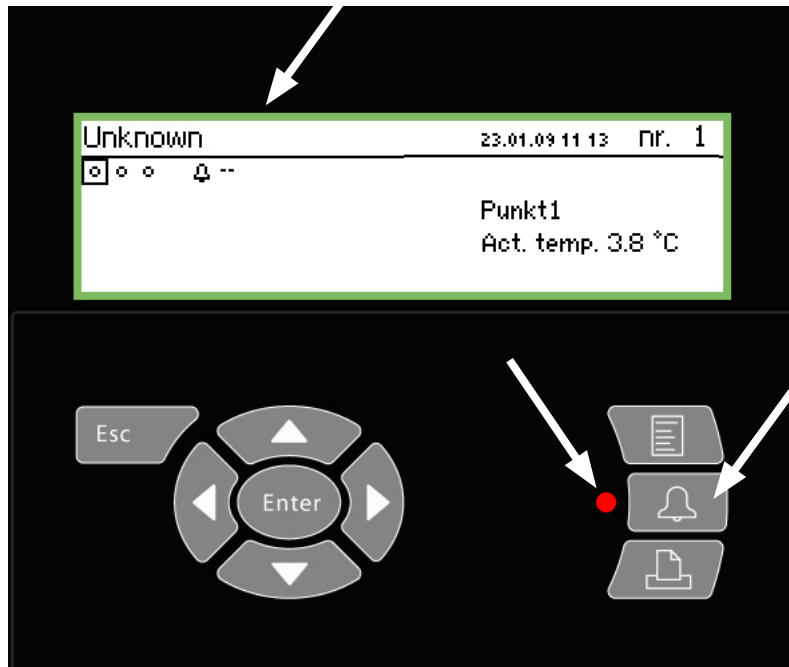 Unknown 23.01.09 11 13 nr. 1
--
Punkt1
Act. temp. 3.8 °C
Esc
Enter